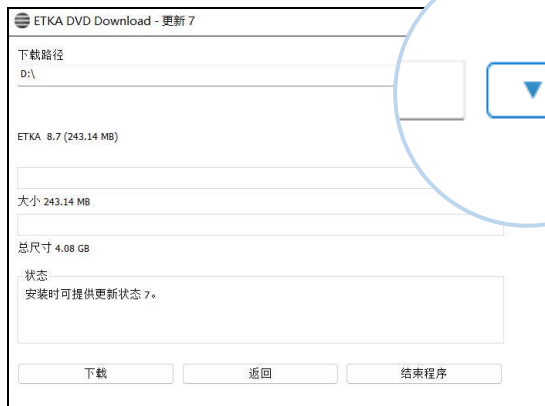 ETKA DVD Download - 更新 7
下载路径
D:\
ETKA 8.7 (243.14 MB)
大小 243.14 MB
总尺寸 4.08 GB
状态
安装时可提供更新状态 7。
下载 返回 结束程序